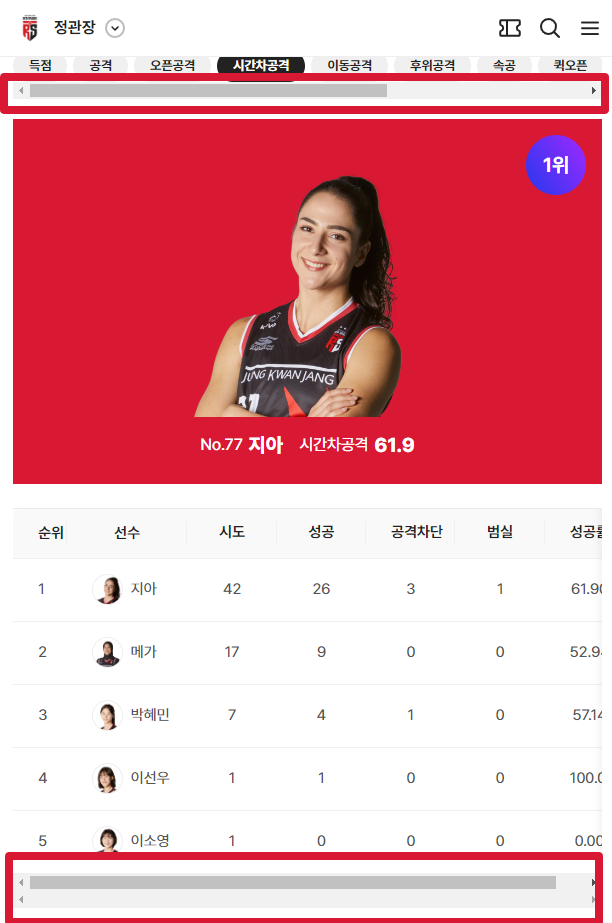 정관장
득점 공격 오픈공격 시간차공격 이동공격 후위공격 속공 퀵오픈
1위
JUNG KWAN JANG
No.77 지아 시간차공격 61.9
순위 선수 시도 성공 공격차단 범실 성공률
1 지아 42 26 3 1 61.90
2 메가 17 9 0 0 52.94
3 박혜민 7 4 1 0 57.14
4 이선우 1 1 0 0 100.0
5 이소영 1 0 0 0 0.00